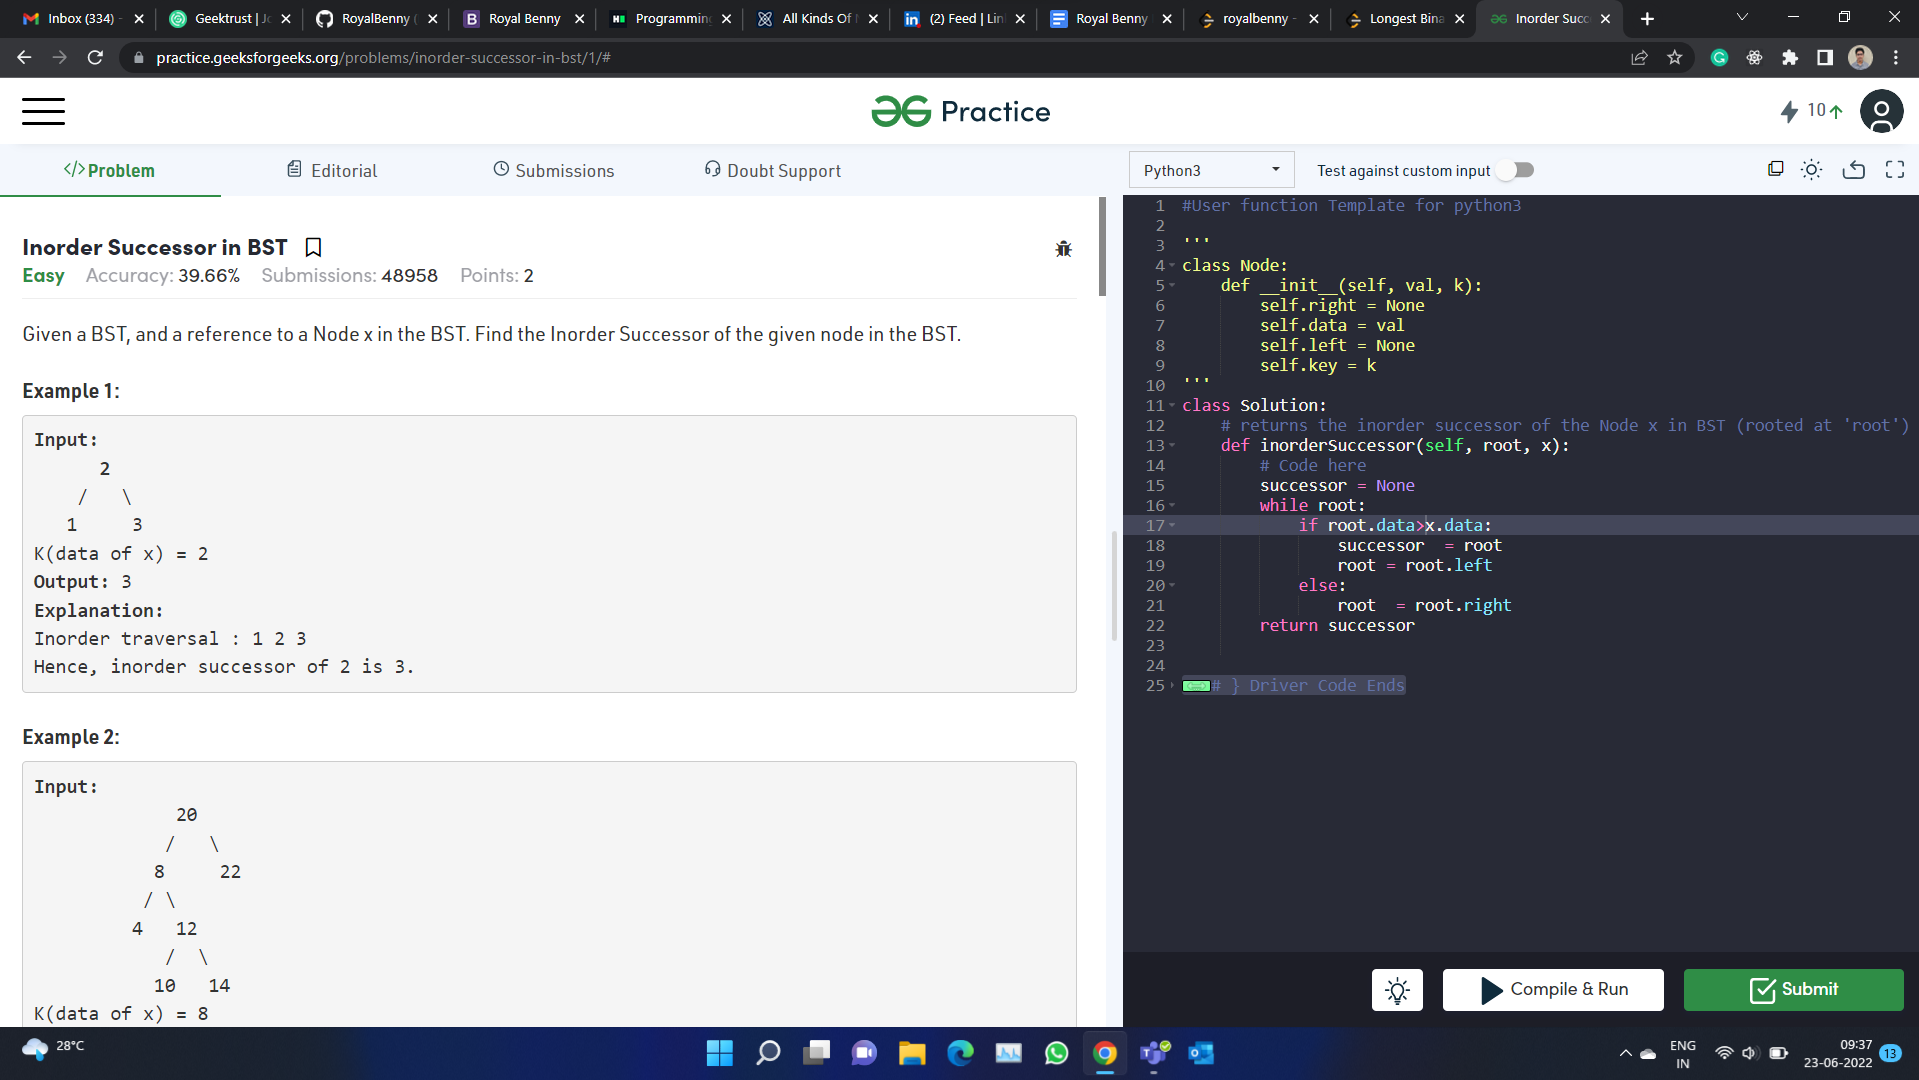 Inbox (334)
Geektrust | Jo
RoyalBenny (
Royal Benny
Programming
All Kinds Of
(2) Feed | Lin
Royal Benny
royalbenny -
Longest Bina
Inorder Succ
practice.geeksforgeeks.org/problems/inorder-successor-in-bst/1/#
Practice
10
</>Problem
Editorial
Submissions
Doubt Support
Python3
Test against custom input
Inorder Successor in BST
Easy Accuracy: 39.66% Submissions: 48958 Points: 2
Given a BST, and a reference to a Node x in the BST. Find the Inorder Successor of the given node in the BST.
Example 1:
Input:
2
/ \
1 3
K(data of x) = 2
Output: 3
Explanation:
Inorder traversal : 1 2 3
Hence, inorder successor of 2 is 3.
Example 2:
Input:
20
/ \
8 22
/ \
4 12
/ \
10 14
K(data of x) = 8
1 #User function Template for python3
2
3 '''
4 class Node:
5 def __init__(self, val, k):
6 self.right = None
7 self.data = val
8 self.left = None
9 self.key = k
10 '''
11 class Solution:
12 # returns the inorder successor of the Node x in BST (rooted at 'root')
13 def inorderSuccessor(self, root, x):
14 # Code here
15 successor = None
16 while root:
17 if root.data>x.data:
18 successor  = root
19 root = root.left
20 else:
21 root  = root.right
22 return successor
23
24
25 # } Driver Code Ends
Compile & Run
Submit
28°C
ENG
IN
09:37
23-06-2022
13